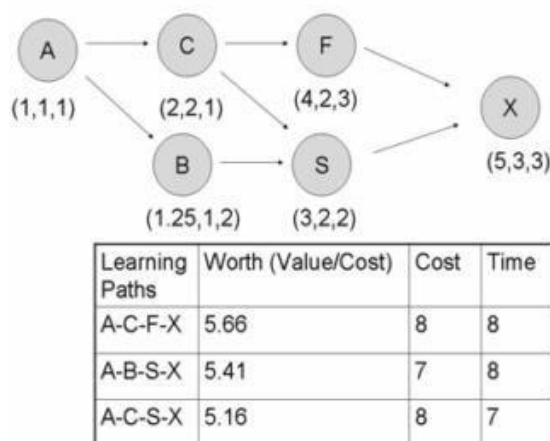 A
C
F
X
(1,1,1)
(2,2,1)
(4,2,3)
(5,3,3)
B
S
(1.25,1,2)
(3,2,2)
Learning Paths Worth (Value/Cost) Cost Time
A-C-F-X 5.66 8 8
A-B-S-X 5.41 7 8
A-C-S-X 5.16 8 7